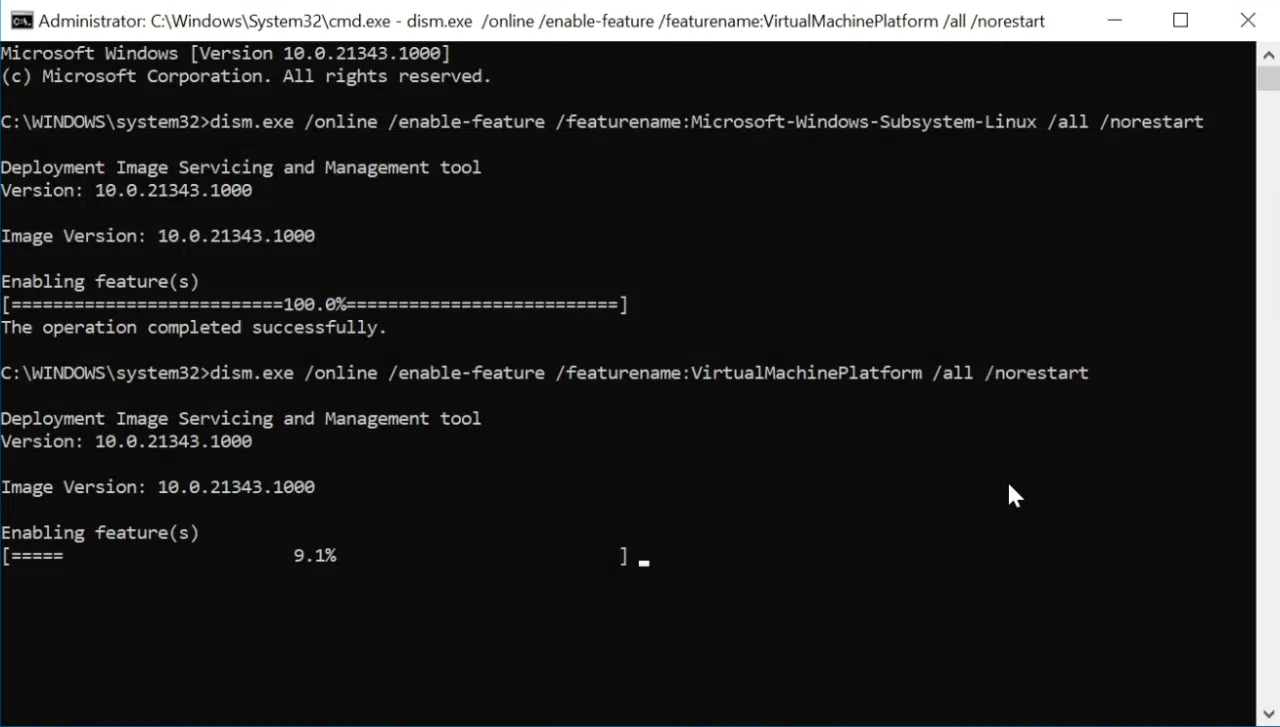 Administrator: C:\Windows\System32\cmd.exe - dism.exe  /online /enable-feature /featurename:VirtualMachinePlatform /all /norestart
Microsoft Windows [Version 10.0.21343.1000]
(c) Microsoft Corporation. All rights reserved.
C:\WINDOWS\system32>dism.exe /online /enable-feature /featurename:Microsoft-Windows-Subsystem-Linux /all /norestart
Deployment Image Servicing and Management tool
Version: 10.0.21343.1000
Image Version: 10.0.21343.1000
Enabling feature(s)
[==========================100.0%==========================]
The operation completed successfully.
C:\WINDOWS\system32>dism.exe /online /enable-feature /featurename:VirtualMachinePlatform /all /norestart
Deployment Image Servicing and Management tool
Version: 10.0.21343.1000
Image Version: 10.0.21343.1000
Enabling feature(s)
[=====                      9.1%                           ]